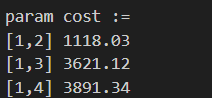 param cost :=
[1,2] 1118.03
[1,3] 3621.12
[1,4] 3891.34